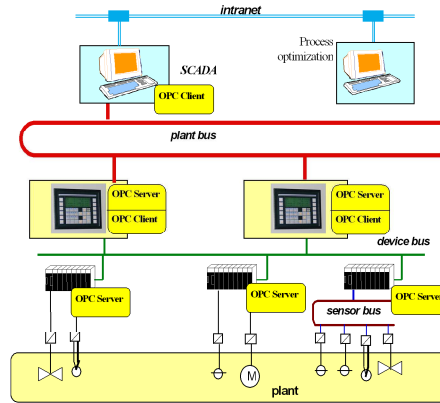 intranet
SCADA
Process
optimization
OPC Client
plant bus
OPC Server
OPC Client
OPC Server
OPC Client
device bus
OPC Server
OPC Server
OPC Server
sensor bus
M
plant